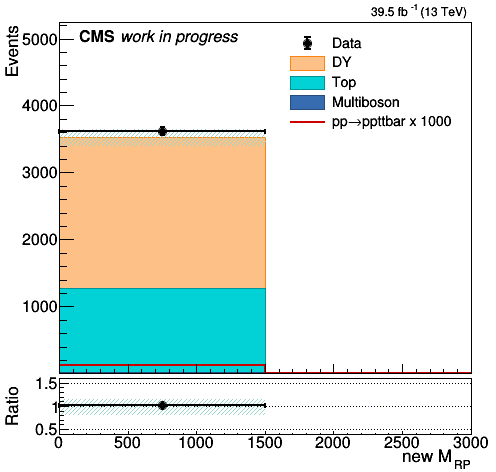 39.5 fb⁻¹ (13 TeV)
CMS work in progress
Data
DY
Top
Multiboson
pp→ppttbar x 1000
Events
5000
4000
3000
2000
1000
Ratio
1.5
1
0.5
0 500 1000 1500 2000 2500 3000
new M_RP